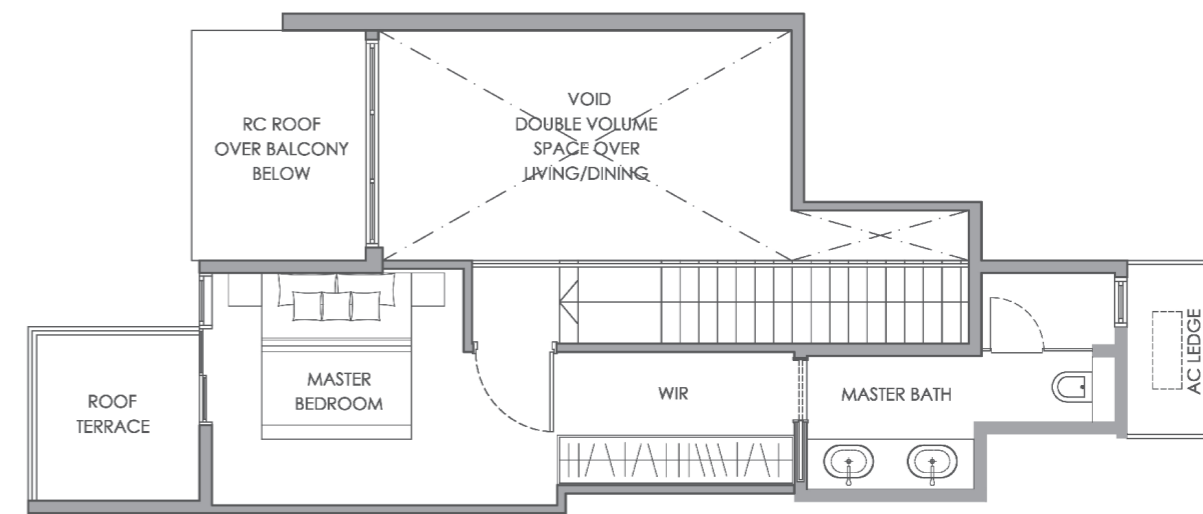 VOID
DOUBLE VOLUME
SPACE OVER
LIVING/DINING
RC ROOF
OVER BALCONY
BELOW
MASTER
BEDROOM
ROOF
TERRACE
WIR
MASTER BATH
AC LEDGE